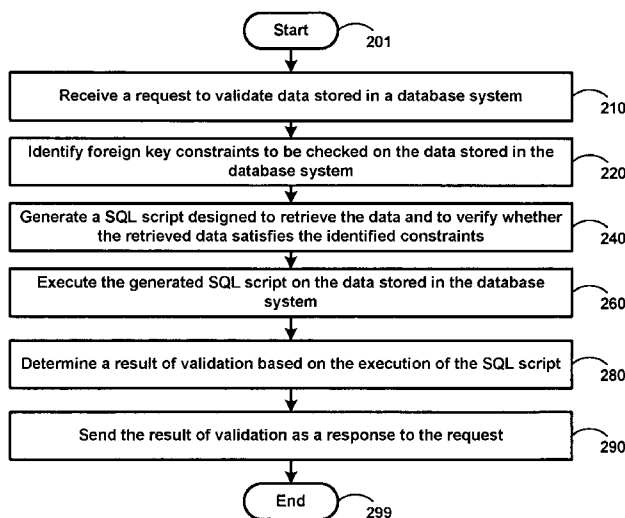 Start
201
Receive a request to validate data stored in a database system
210
Identify foreign key constraints to be checked on the data stored in the
database system
220
Generate a SQL script designed to retrieve the data and to verify whether
the retrieved data satisfies the identified constraints
240
Execute the generated SQL script on the data stored in the database
system
260
Determine a result of validation based on the execution of the SQL script
280
Send the result of validation as a response to the request
290
End
299